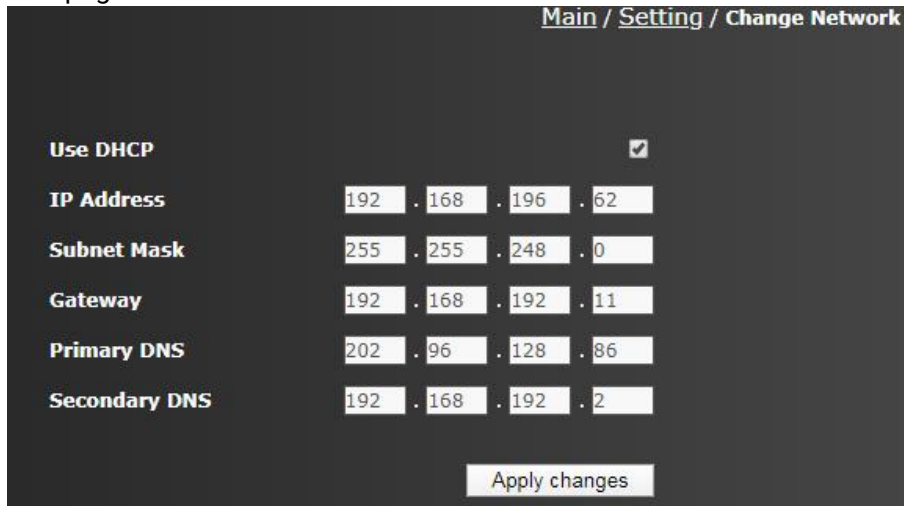 Main / Setting / Change Network
Use DHCP
IP Address 192 . 168 . 196 . 62
Subnet Mask 255 . 255 . 248 . 0
Gateway 192 . 168 . 192 . 11
Primary DNS 202 . 96 . 128 . 86
Secondary DNS 192 . 168 . 192 . 2
Apply changes